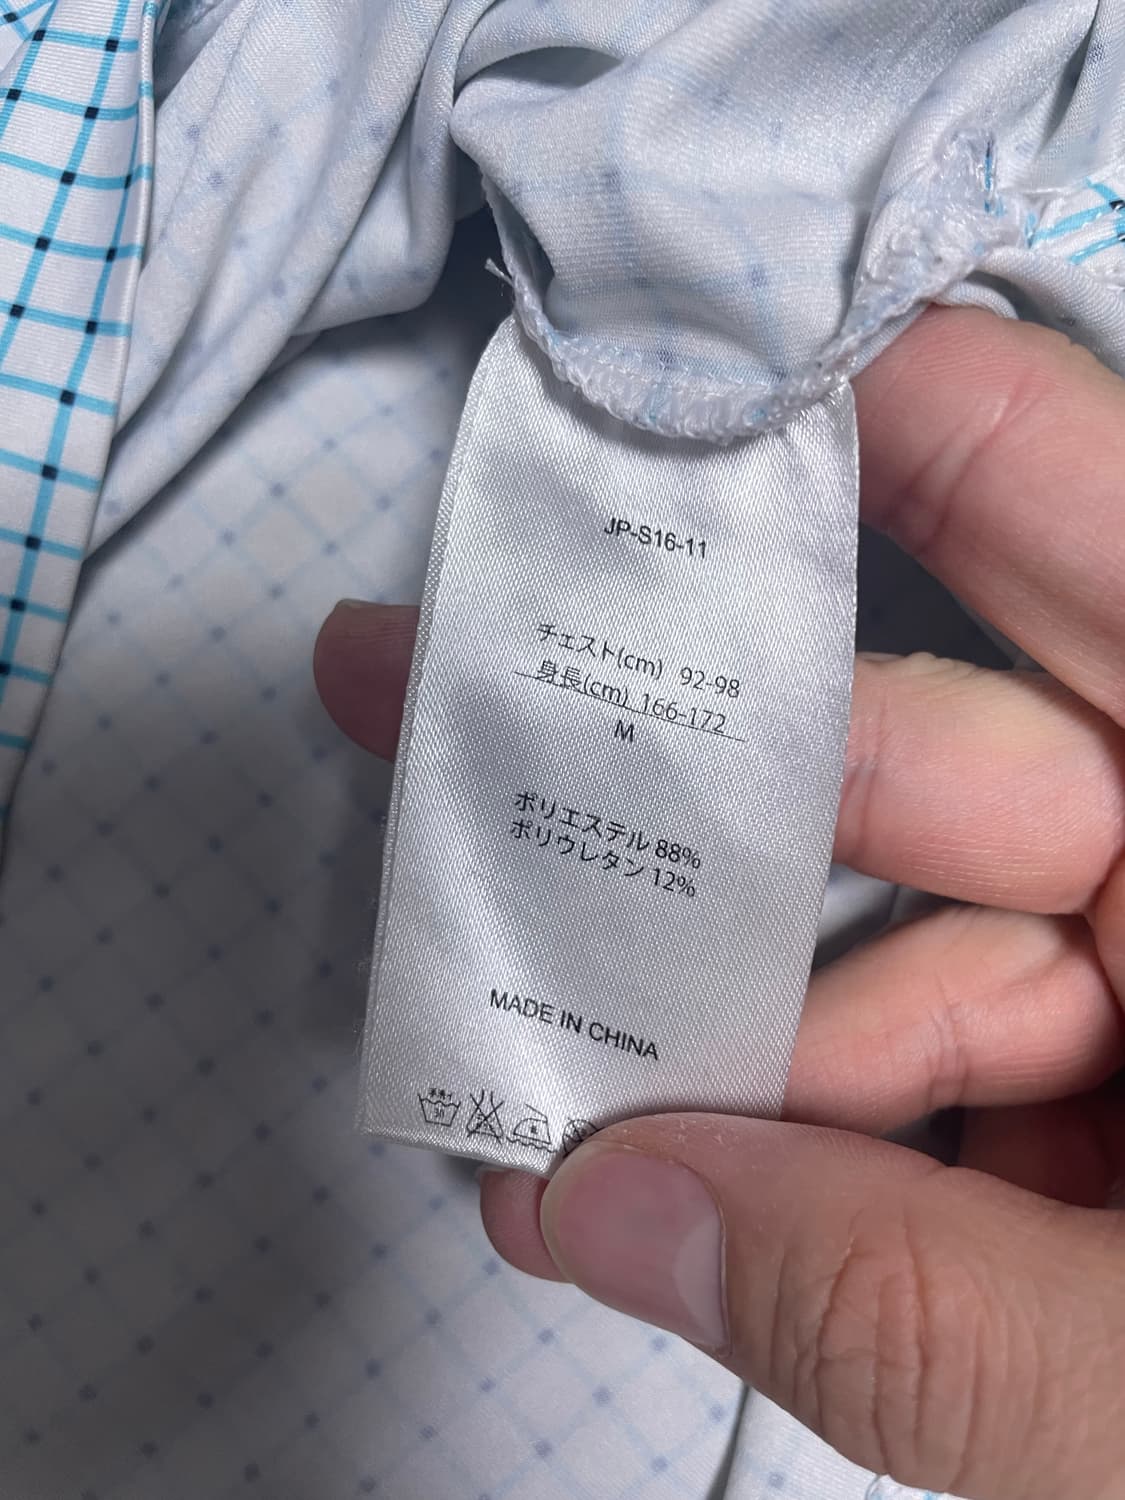 JP-S16-11
チェスト(cm) 92-98
身長(cm) 166-172
M
ポリエステル 88%
ポリウレタン 12%
MADE IN CHINA
30